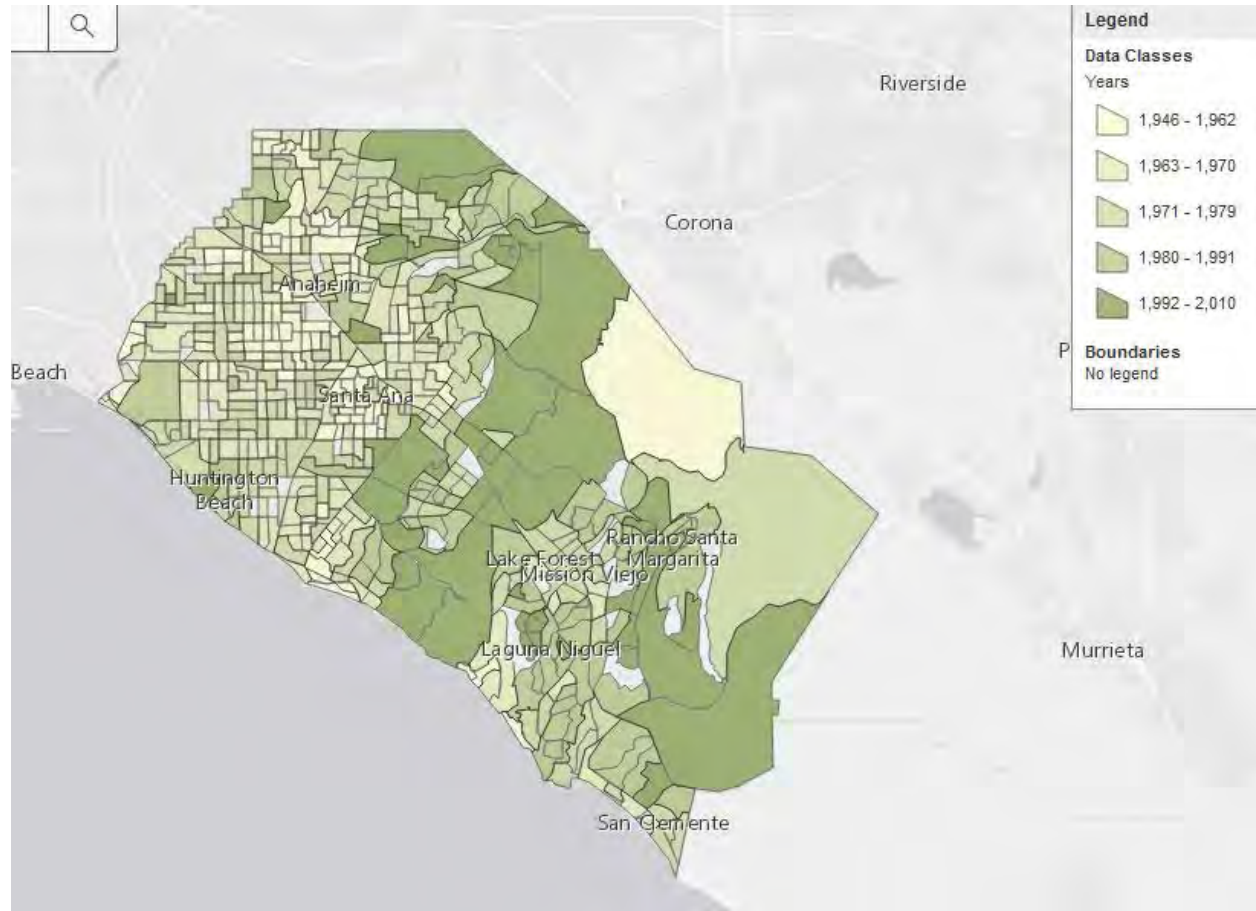 Legend
Data Classes
Years
1,946 - 1,962
1,963 - 1,970
1,971 - 1,979
1,980 - 1,991
1,992 - 2,010
Boundaries
No legend
Riverside
Corona
Anaheim
P
Beach
Santa Ana
Huntington
Beach
Rancho Santa
Margarita
Lake Forest
Mission Viejo
Laguna Niguel
Murrieta
San Clemente